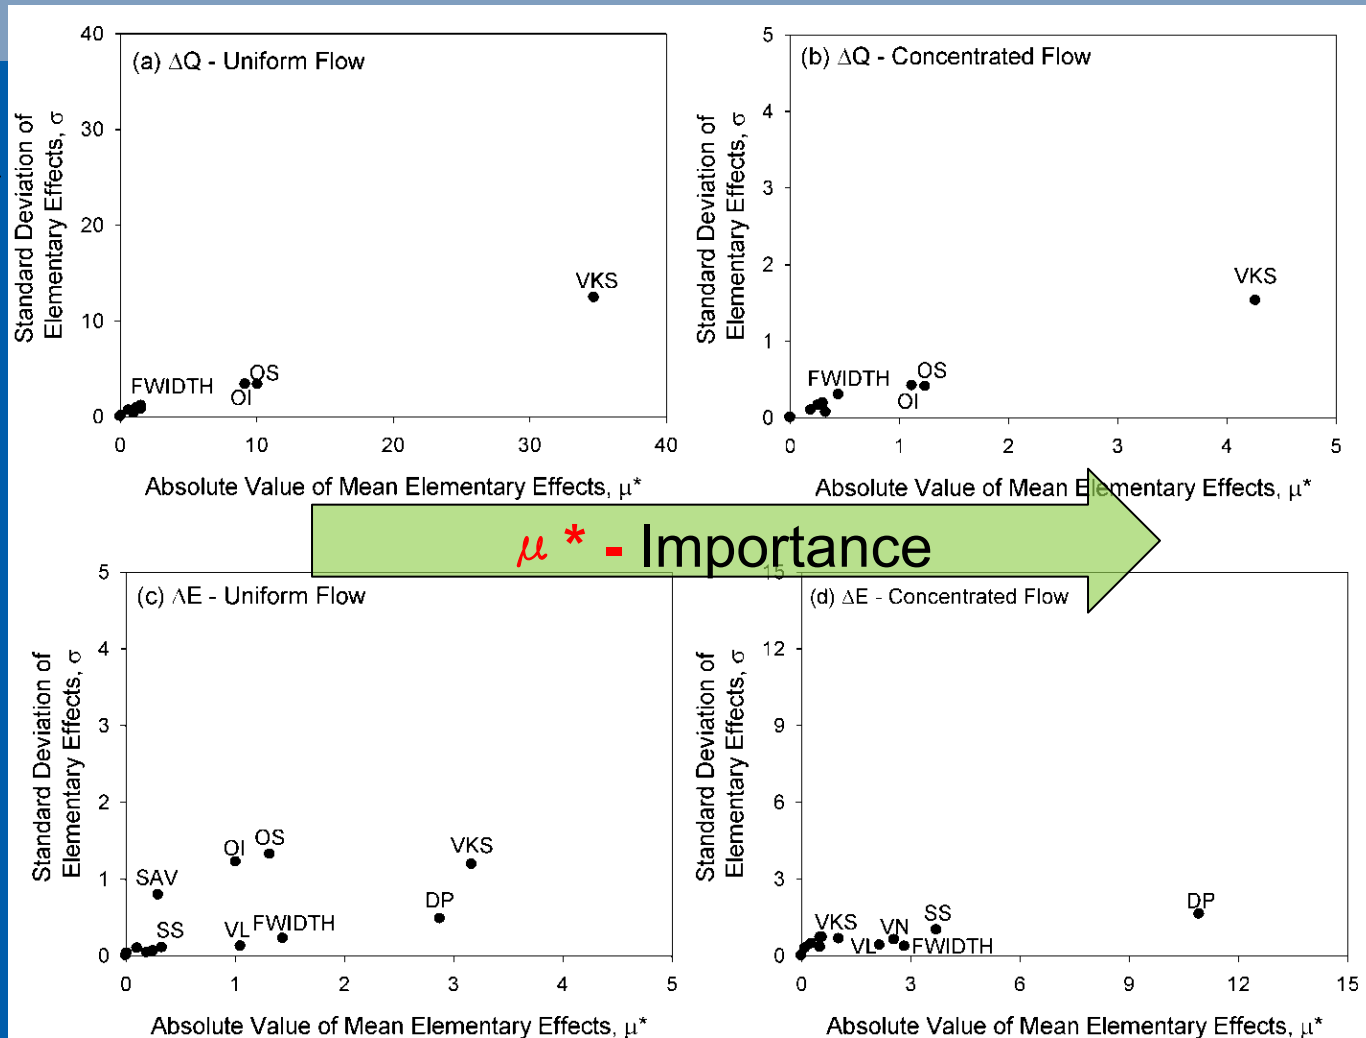 (a) ΔQ - Uniform Flow
Standard Deviation of
Elementary Effects, σ
40
30
20
10
0
VKS
OS
OI
FWIDTH
0 10 20 30 40
Absolute Value of Mean Elementary Effects, μ*
(b) ΔQ - Concentrated Flow
Standard Deviation of
Elementary Effects, σ
5
4
3
2
1
0
VKS
OS
OI
FWIDTH
0 1 2 3 4 5
Absolute Value of Mean Elementary Effects, μ*
μ* - Importance
(c) ΔE - Uniform Flow
Standard Deviation of
Elementary Effects, σ
5
4
3
2
1
0
OI
OS
VKS
SAV
DP
SS
VL
FWIDTH
0 1 2 3 4 5
Absolute Value of Mean Elementary Effects, μ*
(d) ΔE - Concentrated Flow
Standard Deviation of
Elementary Effects, σ
15
12
9
6
3
0
DP
SS
VKS
VN
VL
FWIDTH
0 3 6 9 12 15
Absolute Value of Mean Elementary Effects, μ*